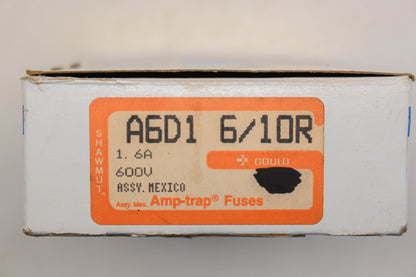 SHAWMUT
A6D1 6/10R
1. 6A
GOULD
600V
ASSY. MEXICO
Assy. Mex. Amp-trap® Fuses